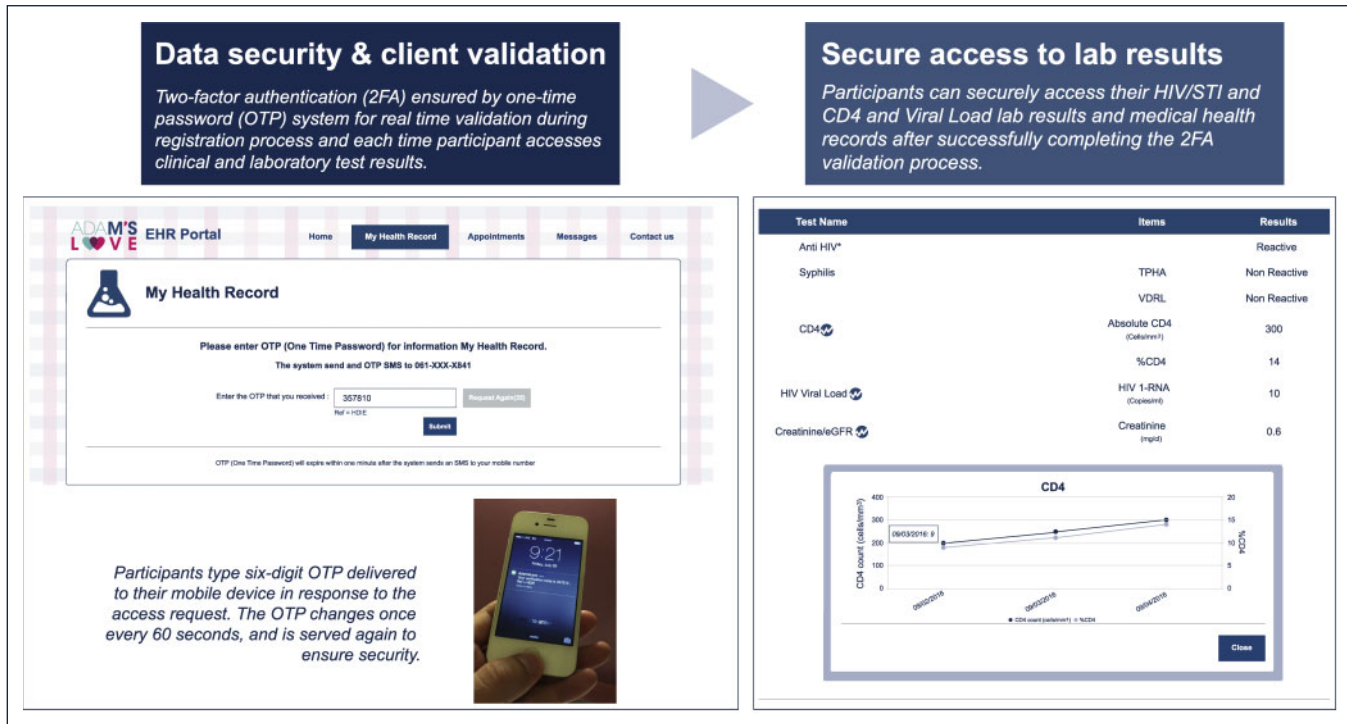 Data security & client validation
Two-factor authentication (2FA) ensured by one-time
password (OTP) system for real time validation during
registration process and each time participant accesses
clinical and laboratory test results.
Secure access to lab results
Participants can securely access their HIV/STI and
CD4 and Viral Load lab results and medical health
records after successfully completing the 2FA
validation process.
ADAM'S
LOVE
EHR Portal
Home
My Health Record
Appointments
Messages
Contact us
My Health Record
Please enter OTP (One Time Password) for information My Health Record.
The system send and OTP SMS to 081-XXX-X841
Enter the OTP that you received :
357810
Request Again(20)
Ref = HDIE
Submit
OTP (One Time Password) will expire within one minute after the system sends an SMS to your mobile number
Participants type six-digit OTP delivered
to their mobile device in response to the
access request. The OTP changes once
every 60 seconds, and is served again to
ensure security.
9:21
Test Name Items Results
Anti HIV* Reactive
Syphilis TPHA Non Reactive
VDRL Non Reactive
CD4 Absolute CD4 300
(Cells/mm³)
%CD4 14
HIV Viral Load HIV 1-RNA 10
(Copies/ml)
Creatinine/eGFR Creatinine 0.6
(mg/dl)
CD4
CD4 count (cells/mm³)
400
300
200
100
0
09/03/2016: 9
20
15
10
5
0
%CD4
09/02/2016
09/03/2016
09/04/2016
CD4 count (cells/mm³) %CD4
Close